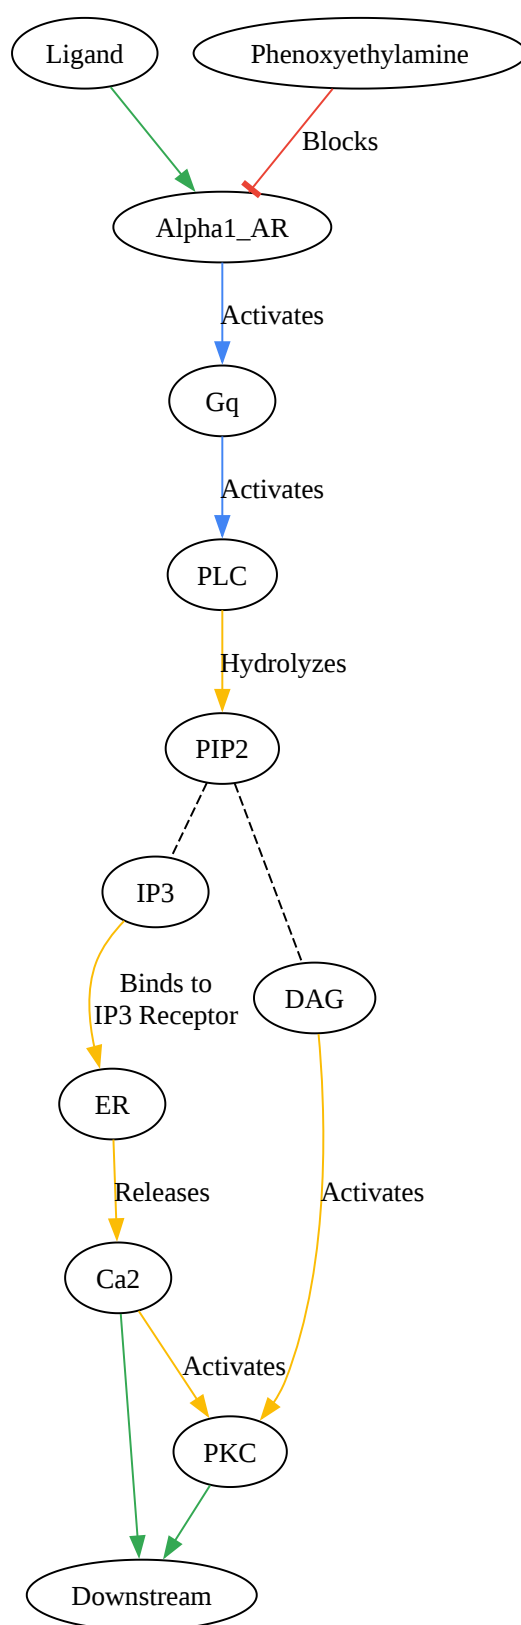 Ligand
Phenoxyethylamine
Blocks
Alpha1_AR
Activates
Gq
Activates
PLC
Hydrolyzes
PIP2
IP3
Binds to
IP3 Receptor
DAG
ER
Releases
Activates
Ca2
Activates
PKC
Downstream